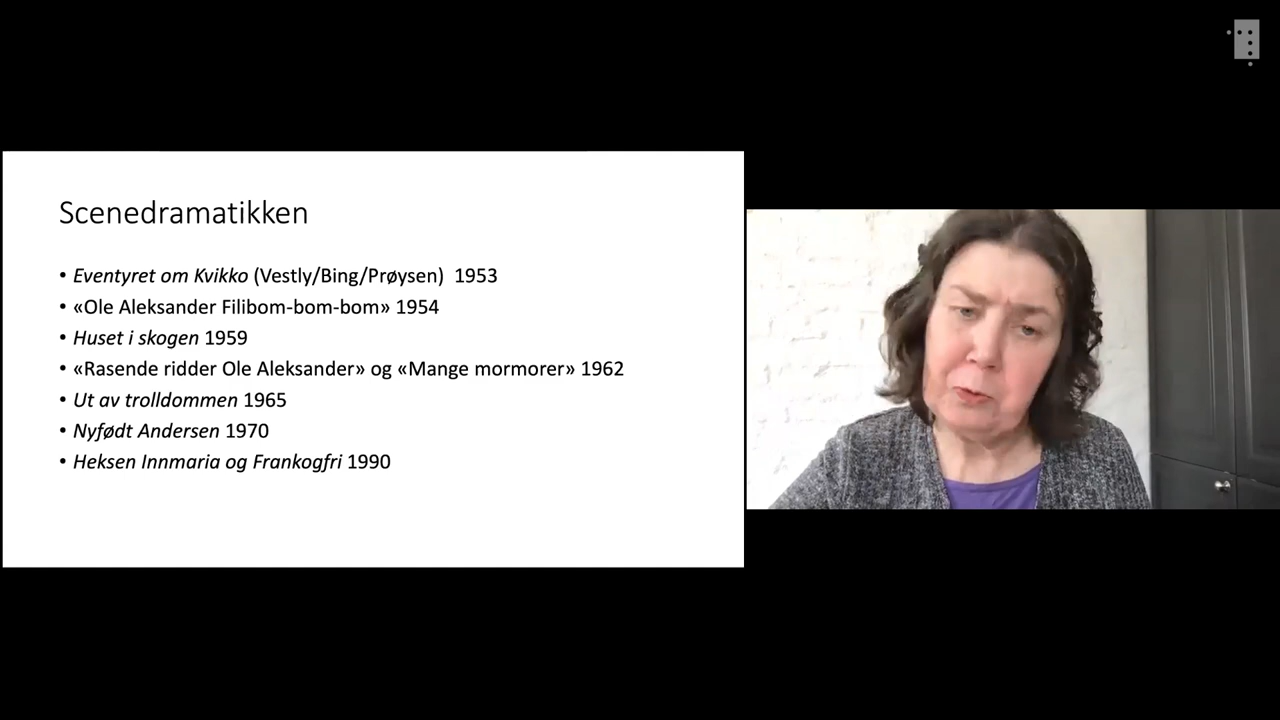 Scenedramatikken
• Eventyret om Kvikko (Vestly/Bing/Prøysen) 1953
• «Ole Aleksander Filibom-bom-bom» 1954
• Huset i skogen 1959
• «Rasende ridder Ole Aleksander» og «Mange mormorer» 1962
• Ut av trolldommen 1965
• Nyfødt Andersen 1970
• Heksen Innmaria og Frankogfri 1990